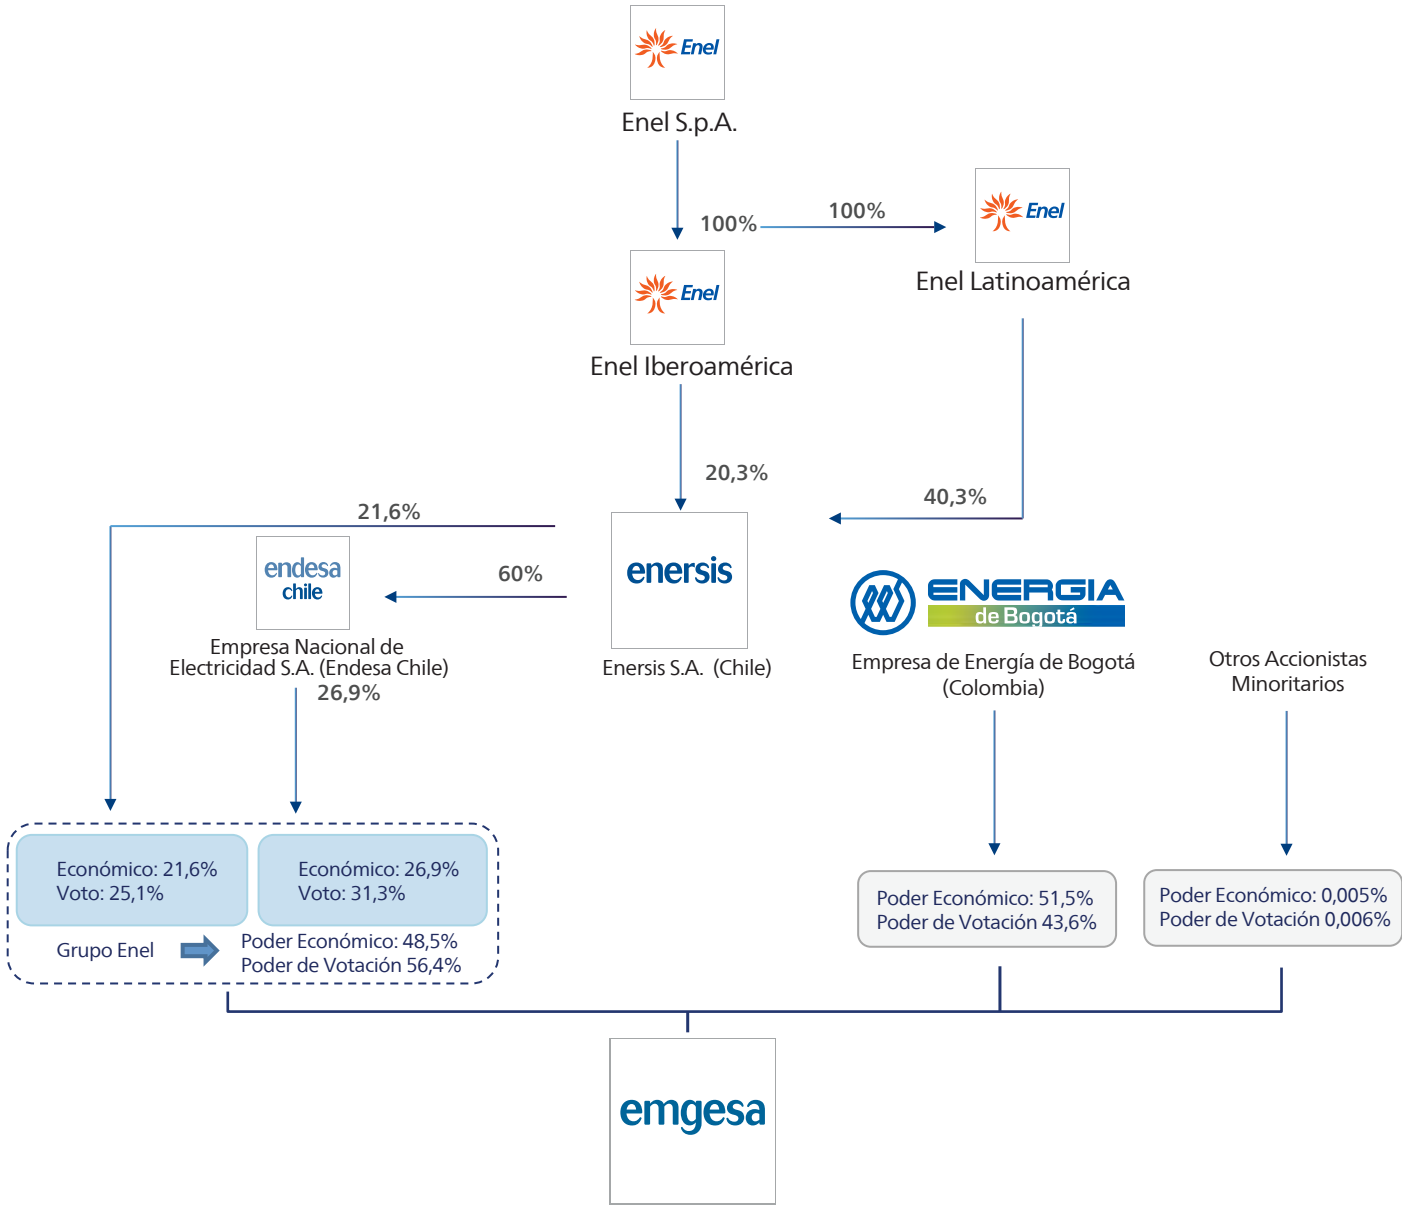 Enel
Enel S.p.A.
100%
100%
Enel
Enel Latinoamérica
Enel
Enel Iberoamérica
20,3%
40,3%
21,6%
60%
endesa
chile
Empresa Nacional de
Electricidad S.A. (Endesa Chile)
26,9%
enersis
Enersis S.A. (Chile)
ENERGIA
de Bogotá
Empresa de Energía de Bogotá
(Colombia)
Otros Accionistas
Minoritarios
Económico: 21,6%
Voto: 25,1%
Económico: 26,9%
Voto: 31,3%
Grupo Enel
Poder Económico: 48,5%
Poder de Votación 56,4%
Poder Económico: 51,5%
Poder de Votación 43,6%
Poder Económico: 0,005%
Poder de Votación 0,006%
emgesa